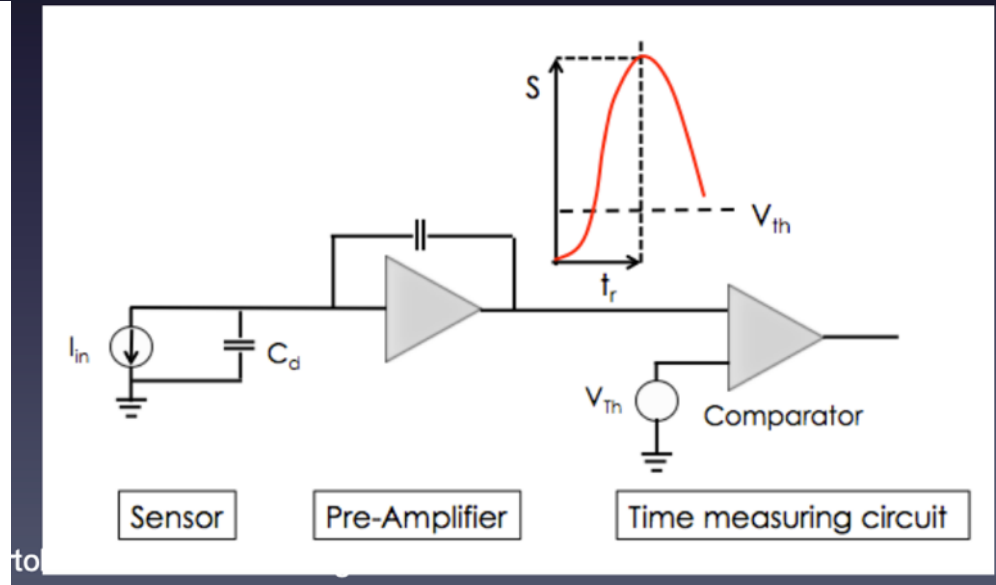 S
V th
t r
I in
C d
V Th
Comparator
Sensor
Pre-Amplifier
Time measuring circuit